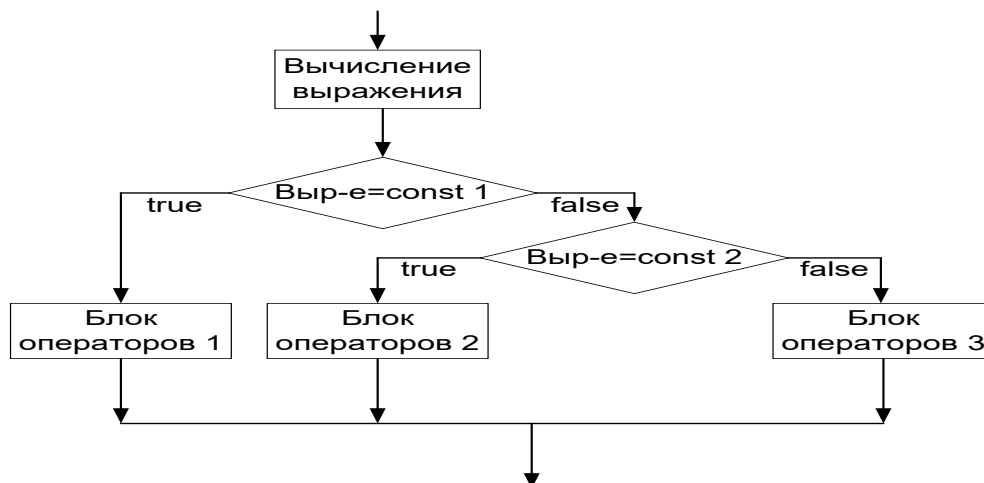 Вычисление
выражения
Выр-е=const 1
true
false
Выр-е=const 2
true
false
Блок
операторов 1
Блок
операторов 2
Блок
операторов 3